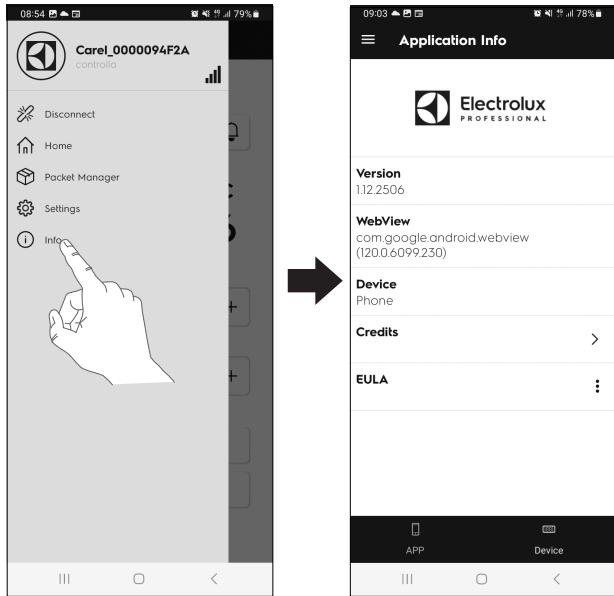 08:54
79%
Carel_0000094F2A
controlla
Disconnect
Home
Packet Manager
Settings
Info
09:03
78%
Application Info
Electrolux
PROFESSIONAL
Version
1.12.2506
WebView
com.google.android.webview
(120.0.6099.230)
Device
Phone
Credits
EULA
APP
Device